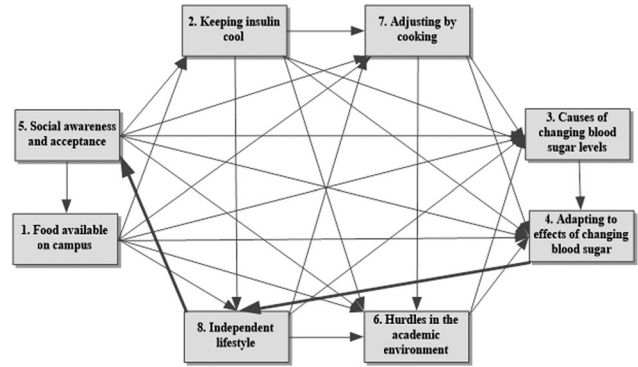 2. Keeping insulin
cool
7. Adjusting by
cooking
5. Social awareness
and acceptance
3. Causes of
changing blood
sugar levels
1. Food available
on campus
4. Adapting to
effects of changing
blood sugar
8. Independent
lifestyle
6. Hurdles in the
academic
environment